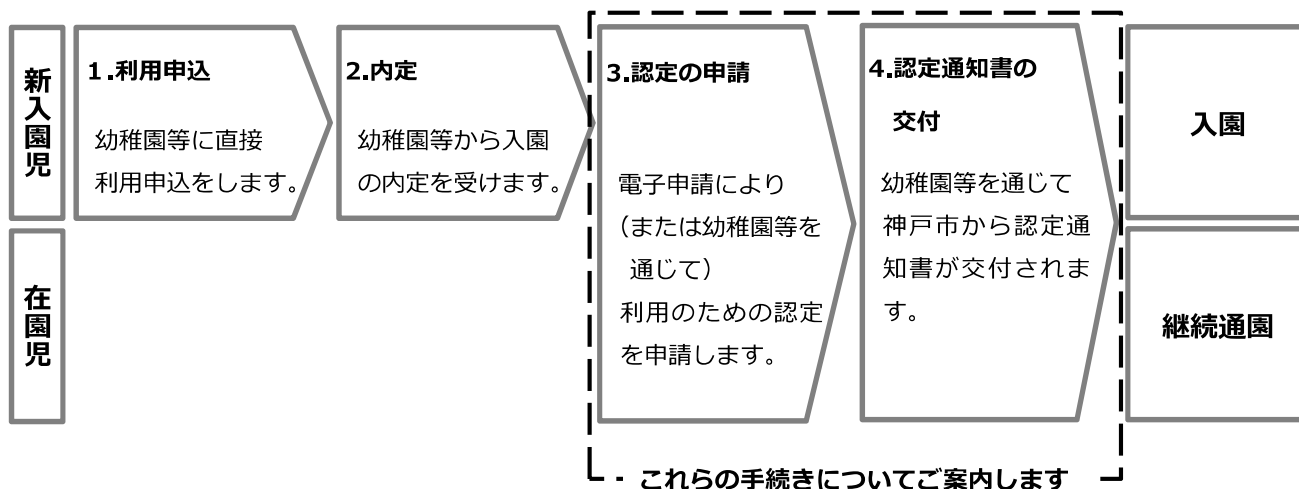 新入園児
1.利用申込
幼稚園等に直接
利用申込をします。
2.内定
幼稚園等から入園
の内定を受けます。
3.認定の申請
電子申請により
（または幼稚園等を
通じて）
利用のための認定
を申請します。
4.認定通知書の
交付
幼稚園等を通じて
神戸市から認定通
知書が交付されま
す。
入園
在園児
継続通園
これらの手続きについてご案内します